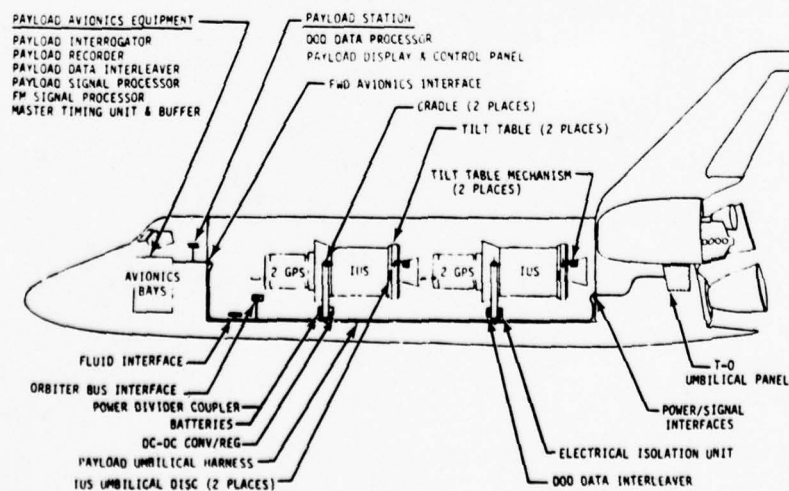 PAYLOAD AVIONICS EQUIPMENT
PAYLOAD INTERROGATOR
PAYLOAD RECORDER
PAYLOAD DATA INTERLEAVER
PAYLOAD SIGNAL PROCESSOR
FM SIGNAL PROCESSOR
MASTER TIMING UNIT & BUFFER
PAYLOAD STATION
DOD DATA PROCESSOR
PAYLOAD DISPLAY & CONTROL PANEL
FWD AVIONICS INTERFACE
CRADLE (2 PLACES)
TILT TABLE (2 PLACES)
TILT TABLE MECHANISM
(2 PLACES)
AVIONICS
BAYS
2 GPS
IUS
2 GPS
IUS
FLUID INTERFACE
ORBITER BUS INTERFACE
POWER DIVIDER COUPLER
BATTERIES
DC-DC CONV/REG
PAYLOAD UMBILICAL HARNESS
IUS UMBILICAL DISC (2 PLACES)
T-0
UMBILICAL PANEL
POWER/SIGNAL
INTERFACES
ELECTRICAL ISOLATION UNIT
DOD DATA INTERLEAVER